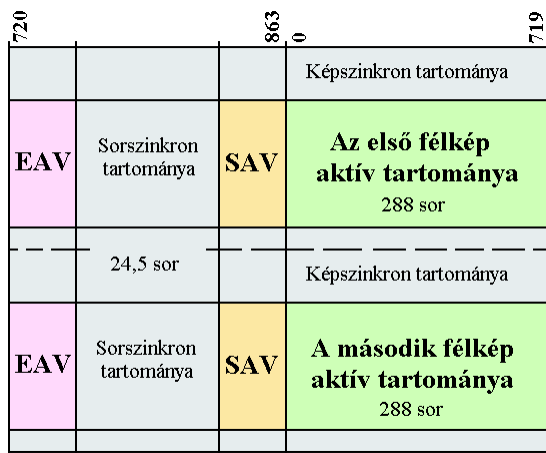 720
863
0
719
Képszinkron tartománya
EAV
Sorszinkron
tartománya
SAV
Az első félkép
aktív tartománya
288 sor
24,5 sor
Képszinkron tartománya
EAV
Sorszinkron
tartománya
SAV
A második félkép
aktív tartománya
288 sor